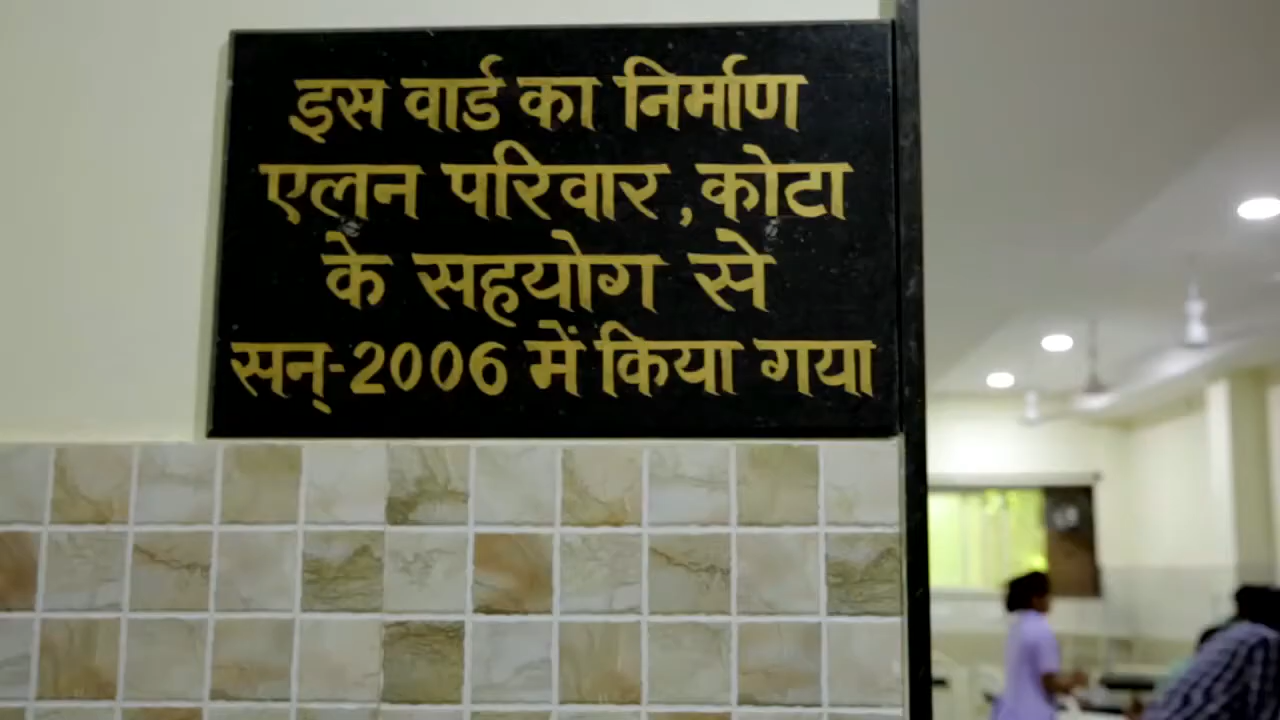 इस वार्ड का निर्माण
एलन परिवार ,कोटा
के सहयोग से
सन्-2006 में किया गया